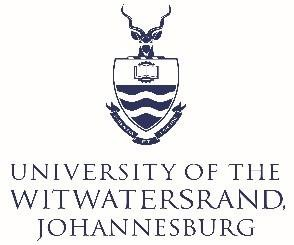 UNIVERSITY OF THE
WITWATERSRAND,
JOHANNESBURG